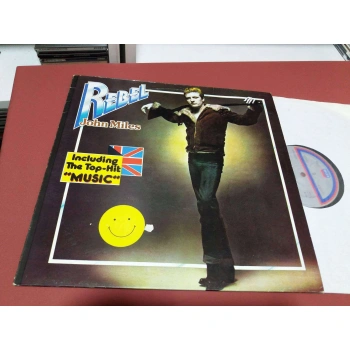 REBEL
John Miles
Including
The Top-Hit
"MUSIC"